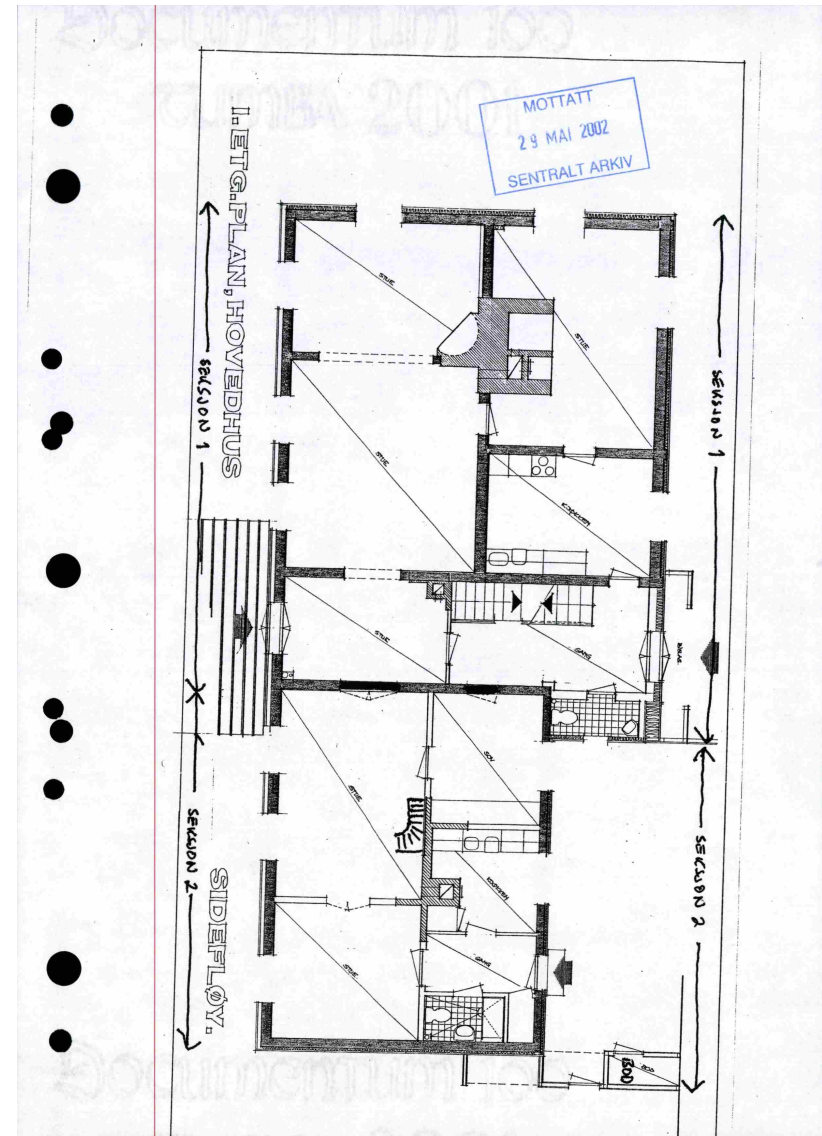 MOTTATT
29 MAI 2002
SENTRALT ARKIV
1. ETG. PLAN, HOVEDHUS
SIDEFLØY.
SEKSJON 1
SEKSJON 1
SEKSJON 2
SEKSJON 2
STUE
STUE
STUE
KJØKKEN
STUE
GANG
STUE
SOV
KJØKKEN
STUE
GANG
BOD
BOD